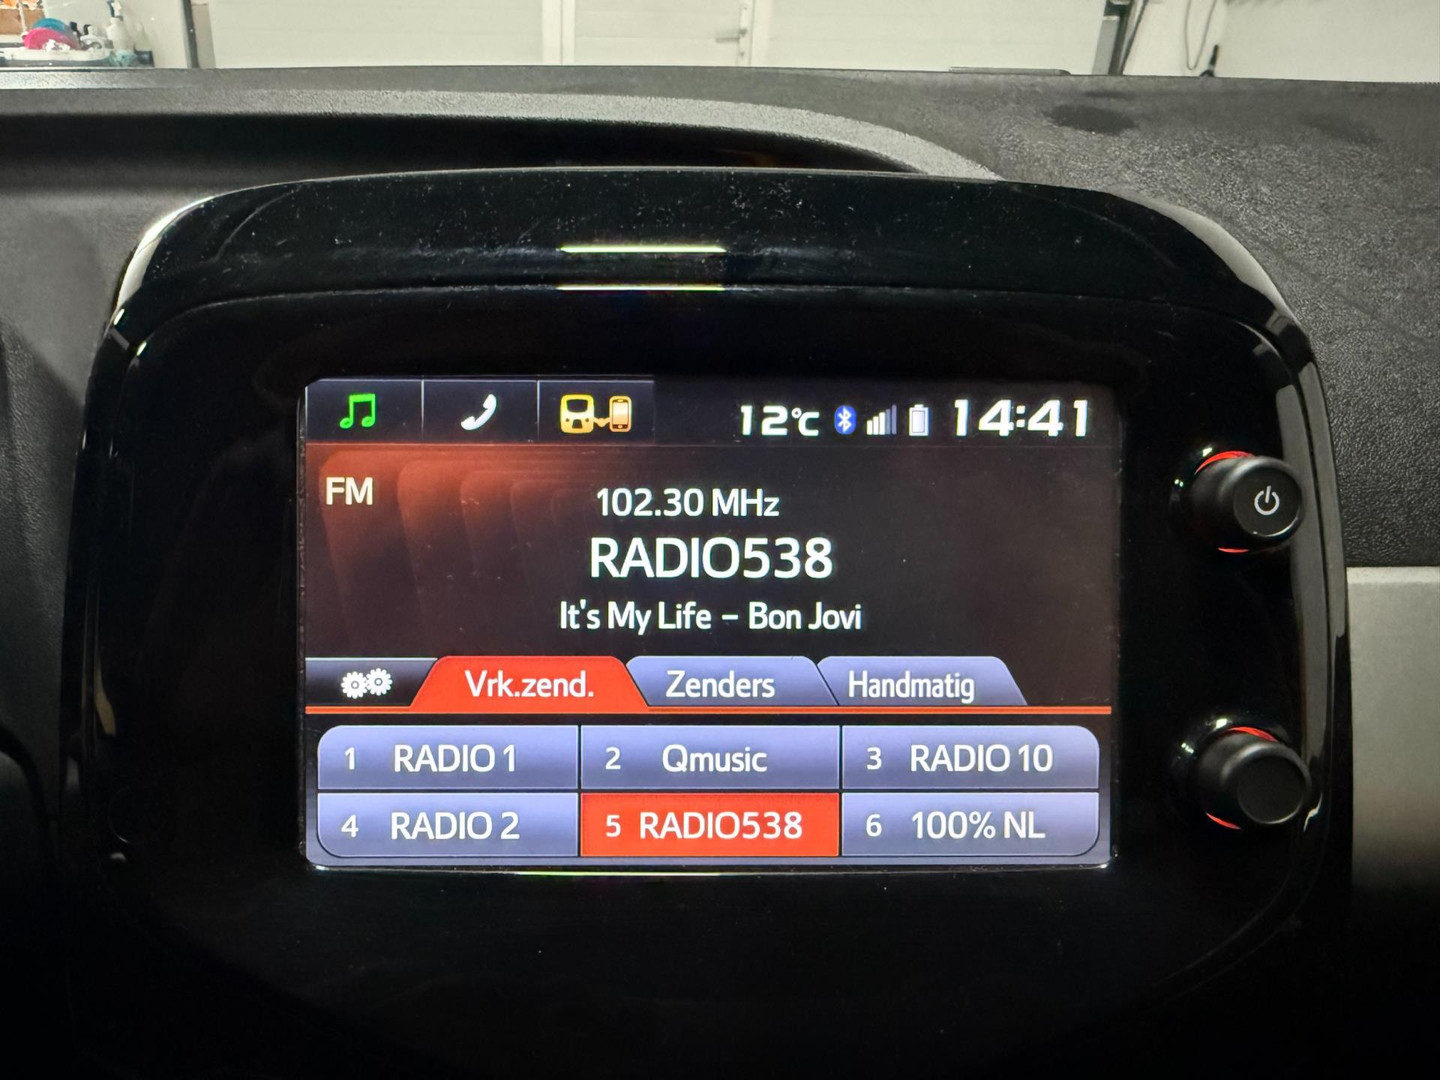 12°C 14:41
FM
102.30 MHz
RADIO538
It's My Life – Bon Jovi
Vrk.zend. Zenders Handmatig
1 RADIO 1 2 Qmusic 3 RADIO 10
4 RADIO 2 5 RADIO538 6 100% NL